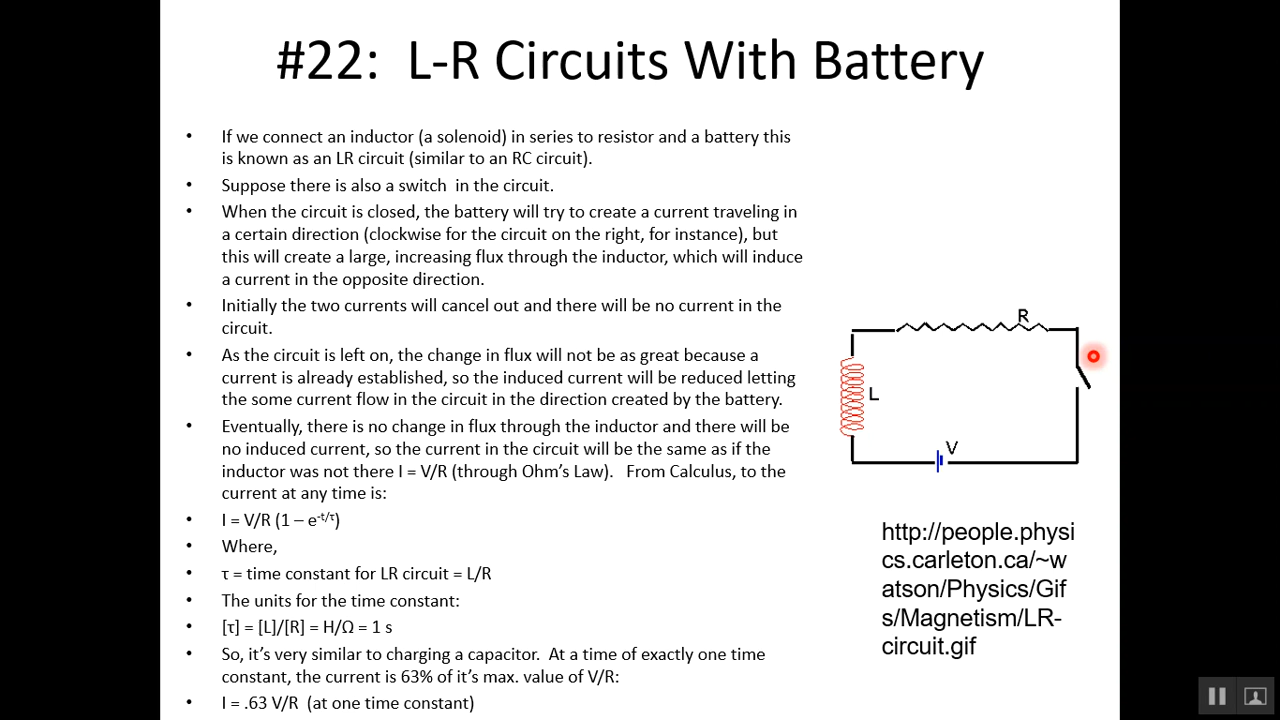 #22:  L-R Circuits With Battery
• If we connect an inductor (a solenoid) in series to resistor and a battery this
is known as an LR circuit (similar to an RC circuit).
• Suppose there is also a switch  in the circuit.
• When the circuit is closed, the battery will try to create a current traveling in
a certain direction (clockwise for the circuit on the right, for instance), but
this will create a large, increasing flux through the inductor, which will induce
a current in the opposite direction.
• Initially the two currents will cancel out and there will be no current in the
circuit.
• As the circuit is left on, the change in flux will not be as great because a
current is already established, so the induced current will be reduced letting
the some current flow in the circuit in the direction created by the battery.
• Eventually, there is no change in flux through the inductor and there will be
no induced current, so the current in the circuit will be the same as if the
inductor was not there I = V/R (through Ohm’s Law).   From Calculus, to the
current at any time is:
• I = V/R (1 – e^-t/τ)
• Where,
• τ = time constant for LR circuit = L/R
• The units for the time constant:
• [τ] = [L]/[R] = H/Ω = 1 s
• So, it’s very similar to charging a capacitor.  At a time of exactly one time
constant, the current is 63% of it’s max. value of V/R:
• I = .63 V/R  (at one time constant)
R
L
V
http://people.physi
cs.carleton.ca/~w
atson/Physics/Gif
s/Magnetism/LR-
circuit.gif